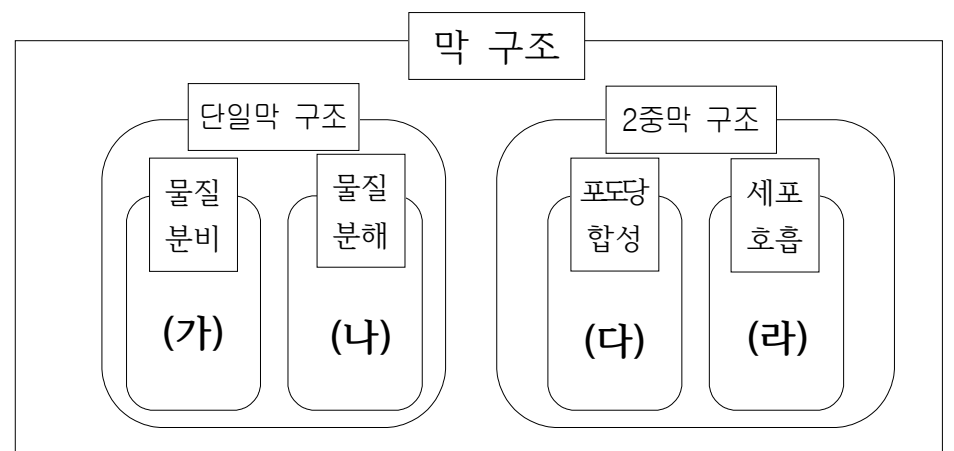 막 구조
단일막 구조
2중막 구조
물질
분비
물질
분해
포도당
합성
세포
호흡
(가)
(나)
(다)
(라)